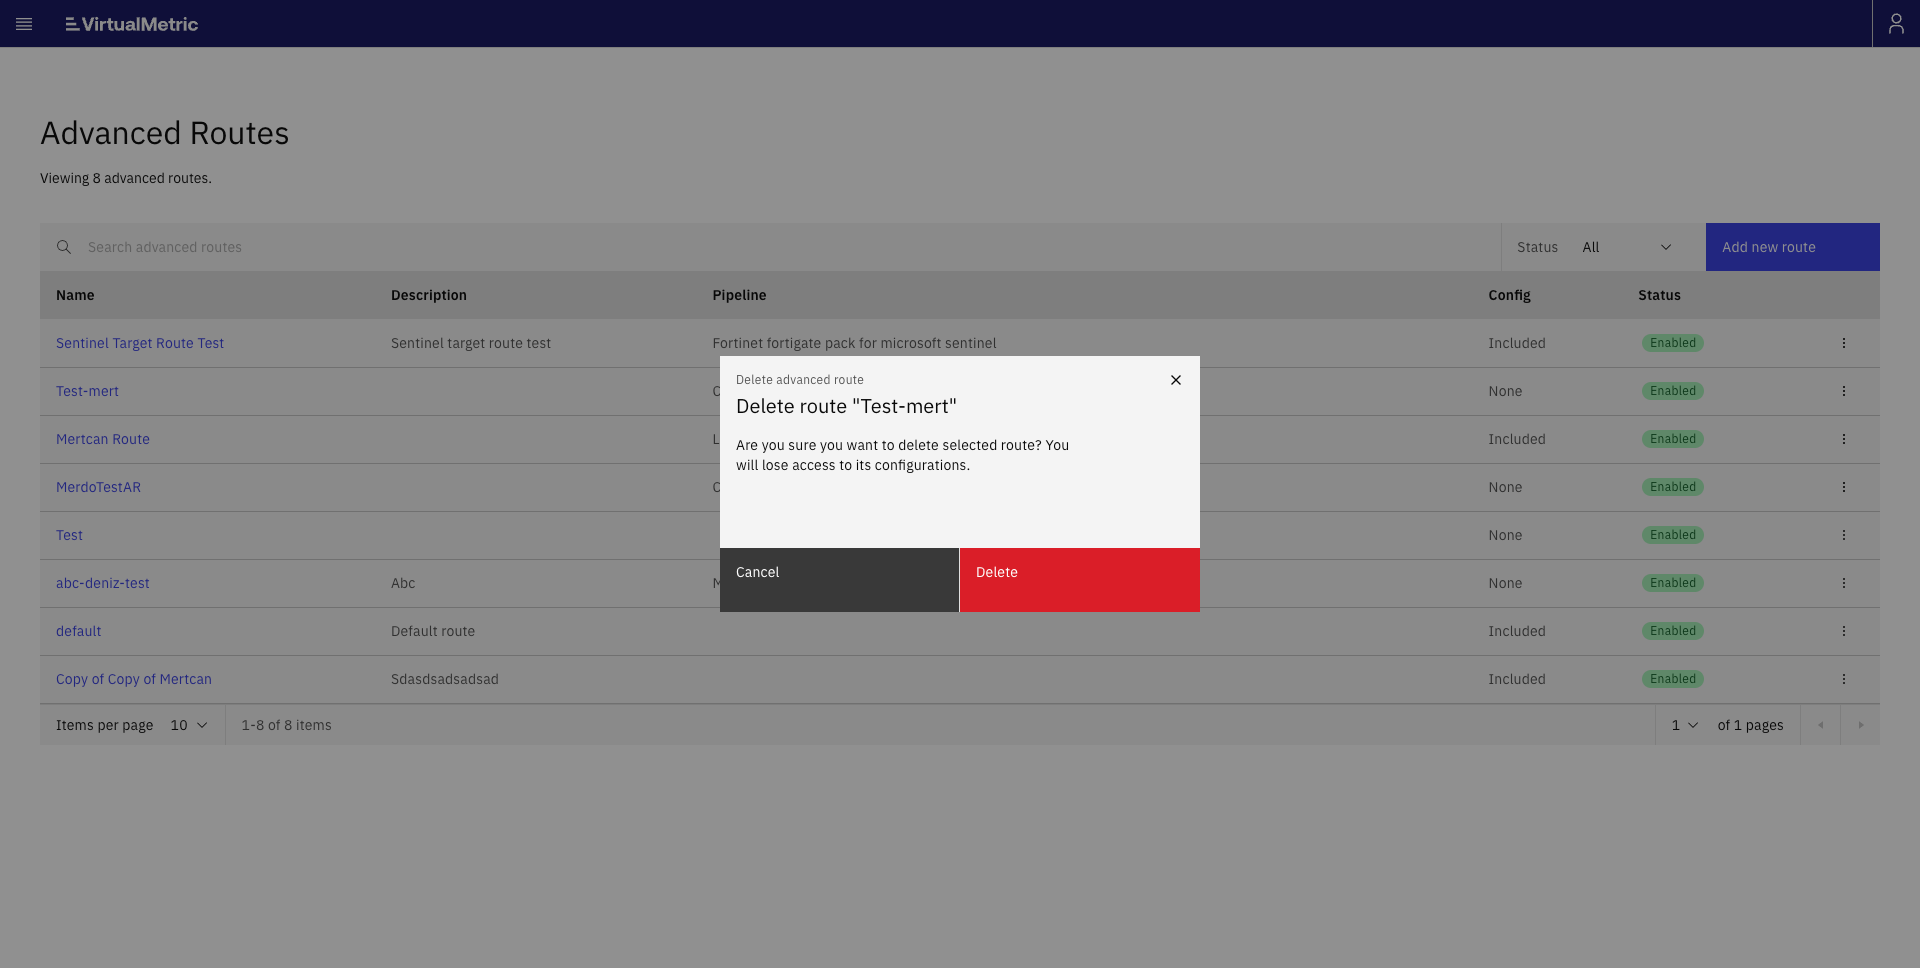 VirtualMetric
Advanced Routes
Viewing 8 advanced routes.
Search advanced routes
Status All
Add new route
Name Description Pipeline Config Status
Sentinel Target Route Test Sentinel target route test Fortinet fortigate pack for microsoft sentinel Included Enabled
Test-mert None Enabled
Mertcan Route Included Enabled
MerdoTestAR None Enabled
Test None Enabled
abc-deniz-test Abc None Enabled
default Default route Included Enabled
Copy of Copy of Mertcan Sdasdsadsadsad Included Enabled
Items per page 10 1-8 of 8 items 1 of 1 pages
Delete advanced route
Delete route "Test-mert"
Are you sure you want to delete selected route? You
will lose access to its configurations.
Cancel
Delete